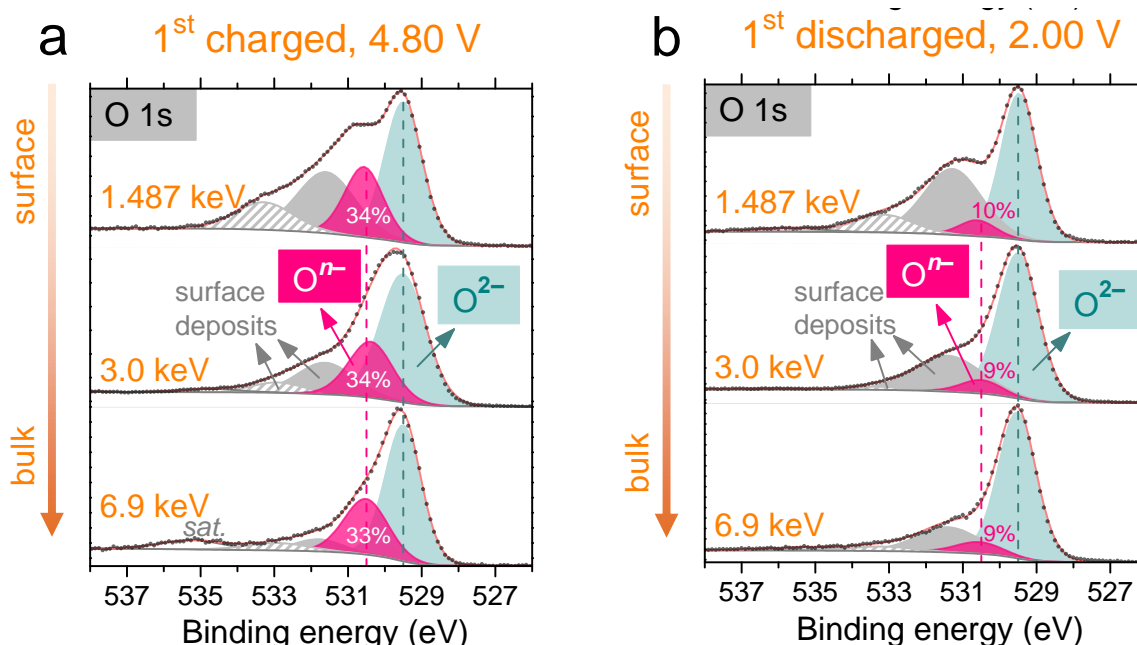 a
1st charged, 4.80 V
O 1s
surface
bulk
1.487 keV
34%
On–
O2–
surface
deposits
3.0 keV
34%
6.9 keV
sat.
33%
537 535 533 531 529 527
Binding energy (eV)
b
1st discharged, 2.00 V
O 1s
surface
bulk
1.487 keV
10%
On–
O2–
surface
deposits
3.0 keV
9%
6.9 keV
9%
537 535 533 531 529 527
Binding energy (eV)